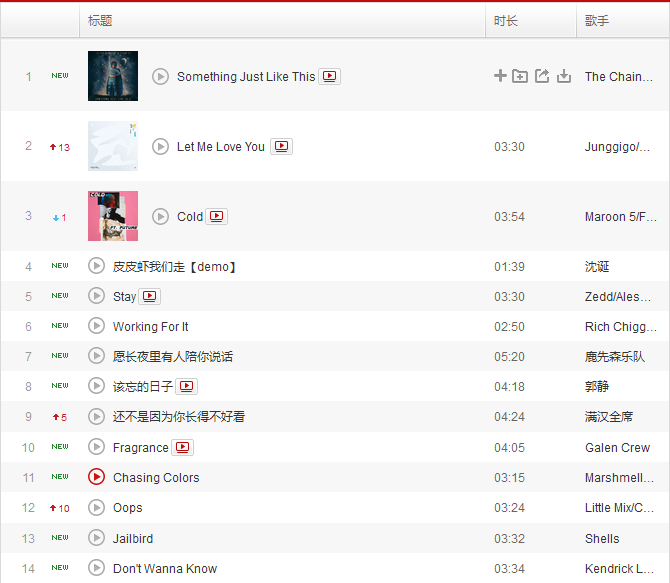 标题 时长 歌手
1 NEW Something Just Like This The Chain...
2 13 Let Me Love You 03:30 Junggigo/...
COLD
FT. FUTURE
3 1 Cold 03:54 Maroon 5/F...
4 NEW 皮皮虾我们走【demo】 01:39 沈诞
5 NEW Stay 03:30 Zedd/Ales...
6 NEW Working For It 02:50 Rich Chigg...
7 NEW 愿长夜里有人陪你说话 05:20 鹿先森乐队
8 NEW 该忘的日子 04:18 郭静
9 5 还不是因为你长得不好看 04:24 满汉全席
10 NEW Fragrance 04:05 Galen Crew
11 NEW Chasing Colors 03:15 Marshmell...
12 10 Oops 03:24 Little Mix/C...
13 NEW Jailbird 03:32 Shells
14 NEW Don't Wanna Know 03:34 Kendrick L...